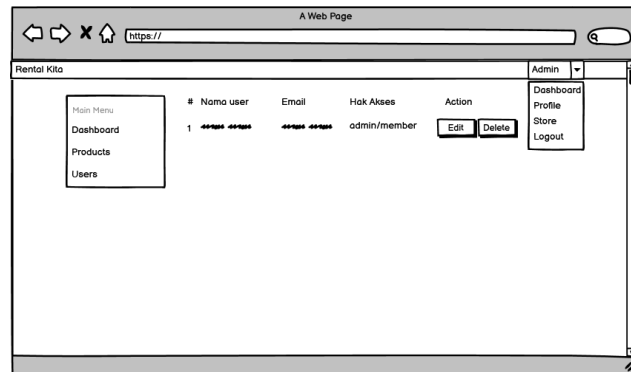 A Web Page
https://
Rental Kita
Admin
Dashboard
Profile
Store
Logout
Main Menu
Dashboard
Products
Users
# Nama user Email Hak Akses Action
1 admin/member Edit Delete